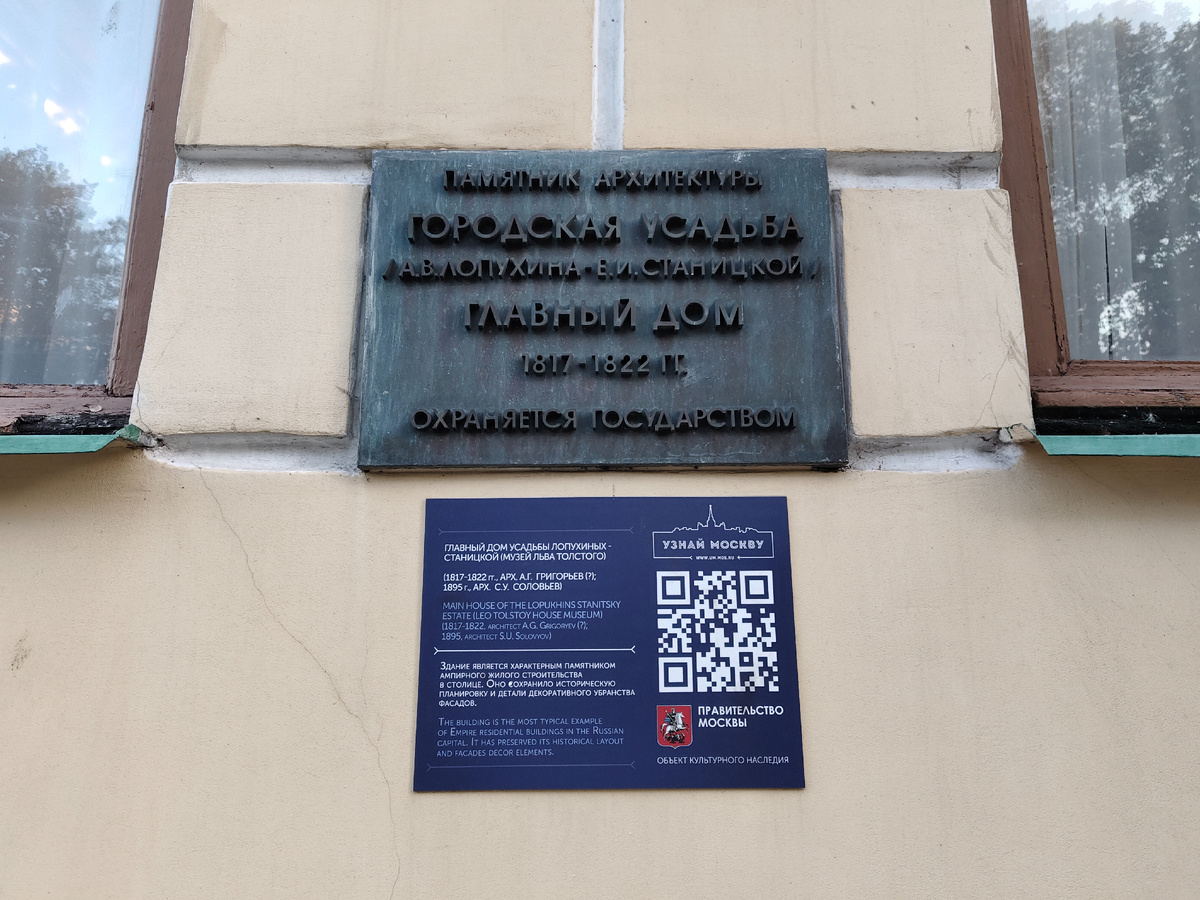 ПАМЯТНИК АРХИТЕКТУРЫ
ГОРОДСКАЯ УСАДЬБА
/А.В.ЛОПУХИНА-Е.И.СТАНИЦКОЙ/
ГЛАВНЫЙ ДОМ
1817-1822 ГГ.
ОХРАНЯЕТСЯ ГОСУДАРСТВОМ
ГЛАВНЫЙ ДОМ УСАДЬБЫ ЛОПУХИНЫХ -
СТАНИЦКОЙ (МУЗЕЙ ЛЬВА ТОЛСТОГО)
(1817-1822 гг., АРХ. А.Г. ГРИГОРЬЕВ (?);
1895 г., АРХ. С.У. СОЛОВЬЕВ)
MAIN HOUSE OF THE LOPUKHINS STANITSKY
ESTATE (LEO TOLSTOY HOUSE MUSEUM)
(1817-1822, ARCHITECT A.G. GRIGORYEV (?);
1895, ARCHITECT S.U. SOLOVYOV)
ЗДАНИЕ ЯВЛЯЕТСЯ ХАРАКТЕРНЫМ ПАМЯТНИКОМ
АМПИРНОГО ЖИЛОГО СТРОИТЕЛЬСТВА
В СТОЛИЦЕ. ОНО СОХРАНИЛО ИСТОРИЧЕСКУЮ
ПЛАНИРОВКУ И ДЕТАЛИ ДЕКОРАТИВНОГО УБРАНСТВА
ФАСАДОВ.
THE BUILDING IS THE MOST TYPICAL EXAMPLE
OF EMPIRE RESIDENTIAL BUILDINGS IN THE RUSSIAN
CAPITAL. IT HAS PRESERVED ITS HISTORICAL LAYOUT
AND FACADES DECOR ELEMENTS.
УЗНАЙ МОСКВУ
WWW.UM.MOS.RU
ПРАВИТЕЛЬСТВО
МОСКВЫ
ОБЪЕКТ КУЛЬТУРНОГО НАСЛЕДИЯ